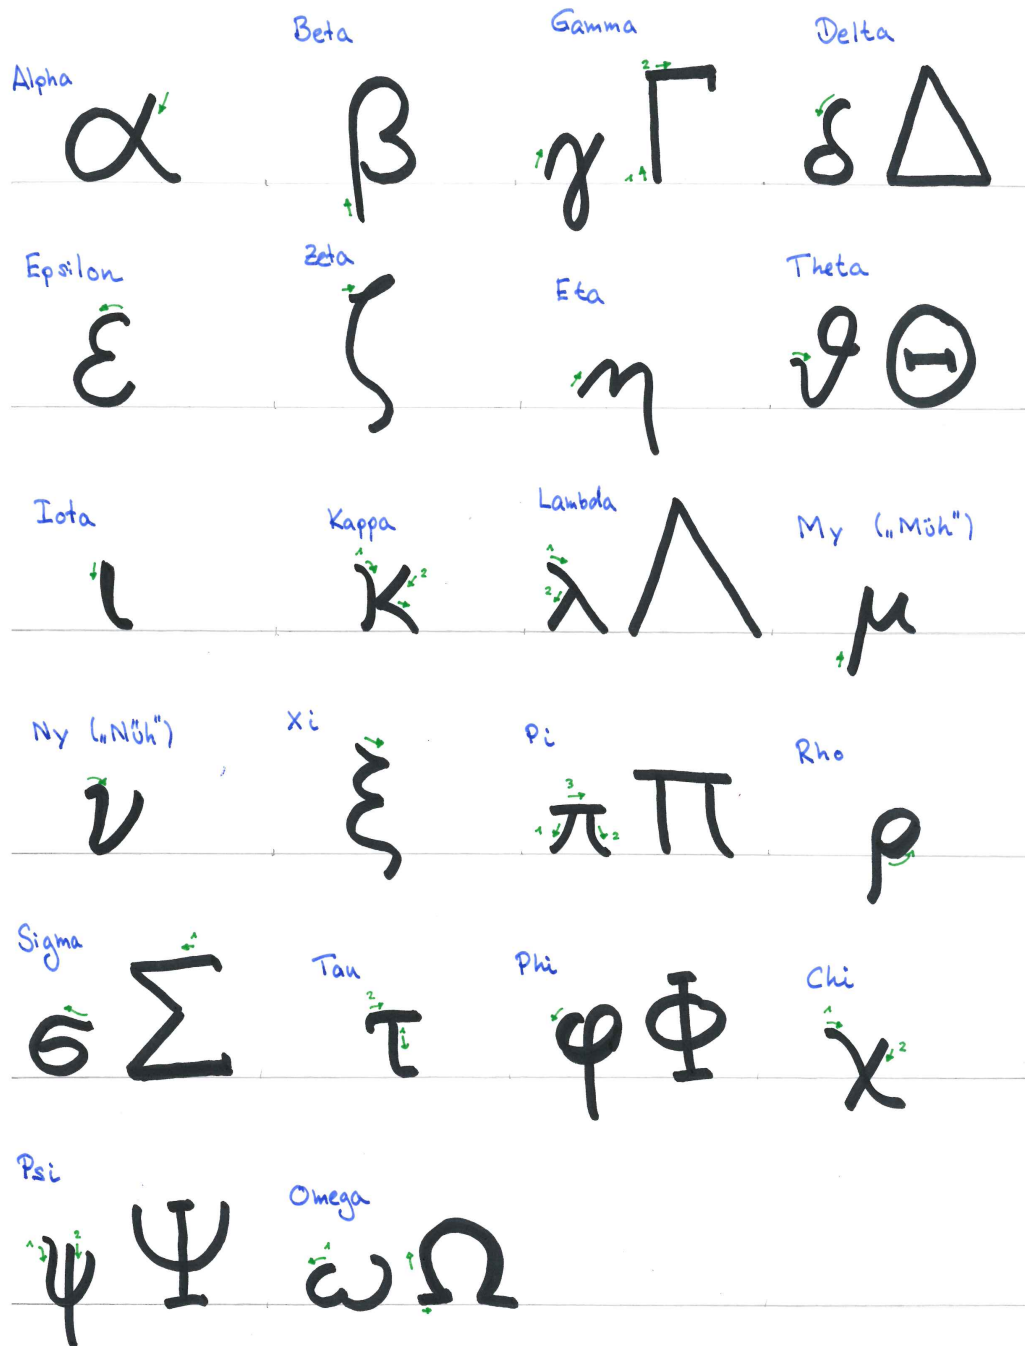 Alpha Beta Gamma Delta
α β γ Γ δ Δ
Epsilon Zeta Eta Theta
ε ζ η ϑ Θ
Iota Kappa Lambda My („Müh")
ι κ λ Λ μ
Ny („Nüh") Xi Pi Rho
ν ξ π Π ρ
Sigma Tau Phi Chi
σ Σ τ φ Φ χ
Psi Omega
ψ Ψ ω Ω